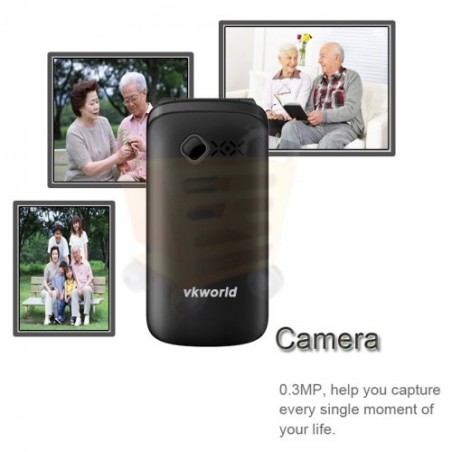 vkworld
Camera
0.3MP, help you capture
every single moment of
your life.